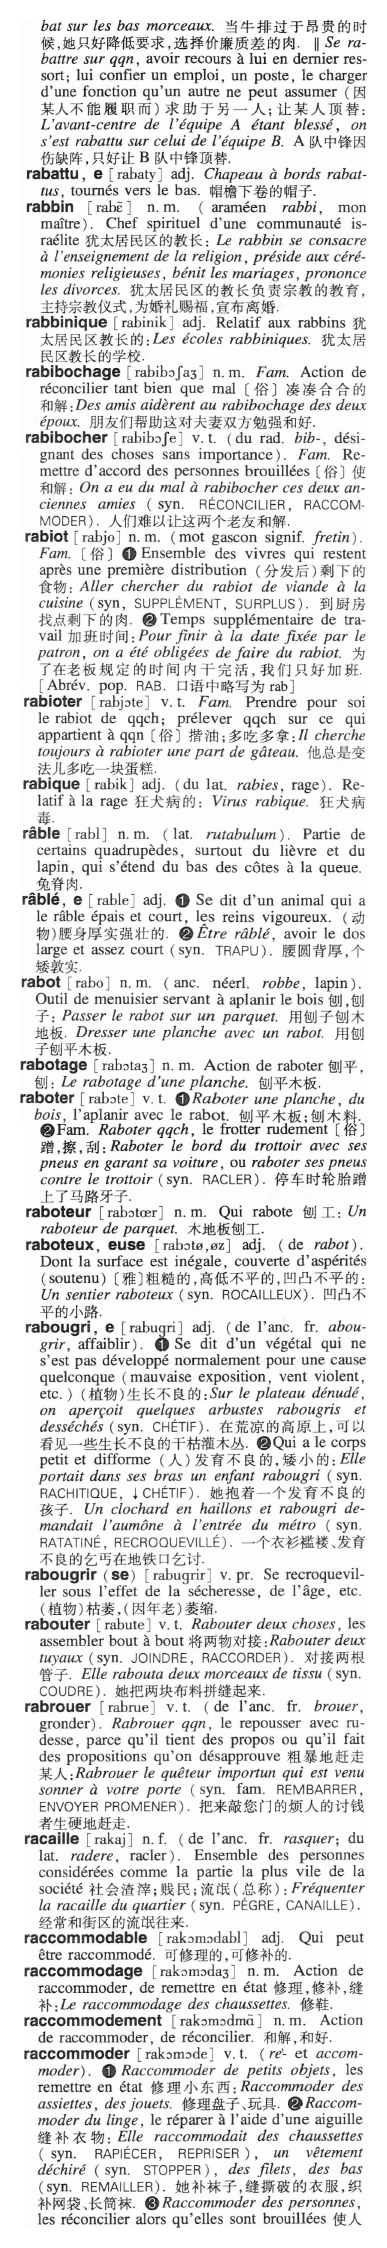 bat sur les bas morceaux. 当牛排过于昂贵的时
候,她只好降低要求,选择价廉质差的肉. ‖ Se ra-
battre sur qqn, avoir recours à lui en dernier res-
sort; lui confier un emploi, un poste, le charger
d'une fonction qu'un autre ne peut assumer (因
某人不能履职而) 求助于另一人; 让某人顶替:
L'avant-centre de l'équipe A étant blessé, on
s'est rabattu sur celui de l'équipe B. A 队中锋因
伤缺阵,只好让 B 队中锋顶替.
rabattu, e [rabaty] adj. Chapeau à bords rabat-
tus, tournés vers le bas. 帽檐下卷的帽子.
rabbin [rabɛ̃] n. m. ( araméen rabbi, mon
maître). Chef spirituel d'une communauté is-
raélite 犹太居民区的教长: Le rabbin se consacre
à l'enseignement de la religion, préside aux céré-
monies religieuses, bénit les mariages, prononce
les divorces. 犹太居民区的教长负责宗教的教育,
主持宗教仪式,为婚礼赐福,宣布离婚.
rabbinique [rabinik] adj. Relatif aux rabbins 犹
太居民区教长的:Les écoles rabbiniques. 犹太居
民区教长的学校.
rabibochage [rabibɔʃaʒ] n. m. Fam. Action de
réconcilier tant bien que mal〔俗〕凑凑合合的
和解:Des amis aidèrent au rabibochage des deux
époux. 朋友们帮助这对夫妻双方勉强和好.
rabibocher [rabibɔʃe] v. t. (du rad. bib-, dési-
gnant des choses sans importance). Fam. Re-
mettre d'accord des personnes brouillées〔俗〕使
和解: On a eu du mal à rabibocher ces deux an-
ciennes amies (syn. RÉCONCILIER, RACCOM-
MODER). 人们难以让这两个老友和解.
rabiot [rabjo] n. m. (mot gascon signif. fretin).
Fam.〔俗〕❶ Ensemble des vivres qui restent
après une première distribution (分发后)剩下的
食物: Aller chercher du rabiot de viande à la
cuisine (syn, SUPPLÉMENT, SURPLUS). 到厨房
找点剩下的肉. ❷ Temps supplémentaire de tra-
vail 加班时间:Pour finir à la date fixée par le
patron, on a été obligées de faire du rabiot. 为
了在老板规定的时间内干完活,我们只好加班.
[Abrév. pop. RAB. 口语中略写为 rab]
rabioter [rabjɔte] v. t. Fam. Prendre pour soi
le rabiot de qqch; prélever qqch sur ce qui
appartient à qqn〔俗〕揩油;多吃多拿:Il cherche
toujours à rabioter une part de gâteau. 他总是变
法儿多吃一块蛋糕.
rabique [rabik] adj. (du lat. rabies, rage). Re-
latif à la rage 狂犬病的: Virus rabique. 狂犬病
毒.
râble [rabl] n. m. (lat. rutabulum). Partie de
certains quadrupèdes, surtout du lièvre et du
lapin, qui s'étend du bas des côtes à la queue.
兔脊肉.
râblé, e [rable] adj. ❶ Se dit d'un animal qui a
le râble épais et court, les reins vigoureux. (动
物)腰身厚实强壮的. ❷ Être râblé, avoir le dos
large et assez court (syn. TRAPU). 腰圆背厚,个
矮敦实.
rabot [rabo] n. m. (anc. néerl. robbe, lapin).
Outil de menuisier servant à aplanir le bois 刨,刨
子: Passer le rabot sur un parquet. 用刨子刨木
地板. Dresser une planche avec un rabot. 用刨
子刨平木板.
rabotage [rabɔtaʒ] n. m. Action de raboter 刨平,
刨: Le rabotage d'une planche. 刨平木板.
raboter [rabɔte] v. t. ❶ Raboter une planche, du
bois, l'aplanir avec le rabot. 刨平木板;刨木料.
❷ Fam. Raboter qqch, le frotter rudement〔俗〕
蹭,擦,刮: Raboter le bord du trottoir avec ses
pneus en garant sa voiture, ou raboter ses pneus
contre le trottoir (syn. RACLER). 停车时轮胎蹭
上了马路牙子.
raboteur [rabɔtœr] n. m. Qui rabote 刨工: Un
raboteur de parquet. 木地板刨工.
raboteux, euse [rabɔtø,øz] adj. (de rabot).
Dont la surface est inégale, couverte d'aspérités
(soutenu)〔雅〕粗糙的,高低不平的,凹凸不平的:
Un sentier raboteux (syn. ROCAILLEUX). 凹凸不
平的小路.
rabougri, e [rabugri] adj. (de l'anc. fr. abou-
grir, affaiblir). ❶ Se dit d'un végétal qui ne
s'est pas développé normalement pour une cause
quelconque (mauvaise exposition, vent violent,
etc.) (植物)生长不良的:Sur le plateau dénudé,
on aperçoit quelques arbustes rabougris et
desséchés (syn. CHÉTIF). 在荒凉的高原上,可以
看见一些生长不良的干枯灌木丛. ❷ Qui a le corps
petit et difforme (人)发育不良的,矮小的: Elle
portait dans ses bras un enfant rabougri (syn.
RACHITIQUE, ↓CHÉTIF). 她抱着一个发育不良的
孩子. Un clochard en haillons et rabougri de-
mandait l'aumône à l'entrée du métro (syn.
RATATINÉ, RECROQUEVILLÉ). 一个衣衫褴褛、发育
不良的乞丐在地铁口乞讨.
rabougrir (se) [rabugrir] v. pr. Se recroquevil-
ler sous l'effet de la sécheresse, de l'âge, etc.
(植物)枯萎,(因年老)萎缩.
rabouter [rabute] v. t. Rabouter deux choses, les
assembler bout à bout 将两物对接:Rabouter deux
tuyaux (syn. JOINDRE, RACCORDER). 对接两根
管子. Elle rabouta deux morceaux de tissu (syn.
COUDRE). 她把两块布料拼缝起来.
rabrouer [rabrue] v. t. (de l'anc. fr. brouer,
gronder). Rabrouer qqn, le repousser avec ru-
desse, parce qu'il tient des propos ou qu'il fait
des propositions qu'on désapprouve 粗暴地赶走
某人:Rabrouer le quêteur importun qui est venu
sonner à votre porte (syn. fam. REMBARRER,
ENVOYER PROMENER). 把来敲您门的烦人的讨钱
者生硬地赶走.
racaille [rakaj] n. f. (de l'anc. fr. rasquer; du
lat. radere, racler). Ensemble des personnes
considérées comme la partie la plus vile de la
société 社会渣滓; 贱民; 流氓(总称): Fréquenter
la racaille du quartier (syn. PÈGRE, CANAILLE).
经常和街区的流氓往来.
raccommodable [rakɔmɔdabl] adj. Qui peut
être raccommodé. 可修理的,可修补的.
raccommodage [rakɔmɔdaʒ] n. m. Action de
raccommoder, de remettre en état 修理,修补,缝
补:Le raccommodage des chaussettes. 修鞋.
raccommodement [rakɔmɔdmɑ̃] n. m. Action
de raccommoder, de réconcilier. 和解,和好.
raccommoder [rakɔmɔde] v. t. (re- et accom-
moder). ❶ Raccommoder de petits objets, les
remettre en état 修理小东西:Raccommoder des
assiettes, des jouets. 修理盘子、玩具. ❷ Raccom-
moder du linge, le réparer à l'aide d'une aiguille
缝补衣物: Elle raccommodait des chaussettes
(syn. RAPIÉCER, REPRISER), un vêtement
déchiré (syn. STOPPER), des filets, des bas
(syn. REMAILLER). 她补袜子,缝撕破的衣服,织
补网袋、长筒袜. ❸ Raccommoder des personnes,
les réconcilier alors qu'elles sont brouillées 使人